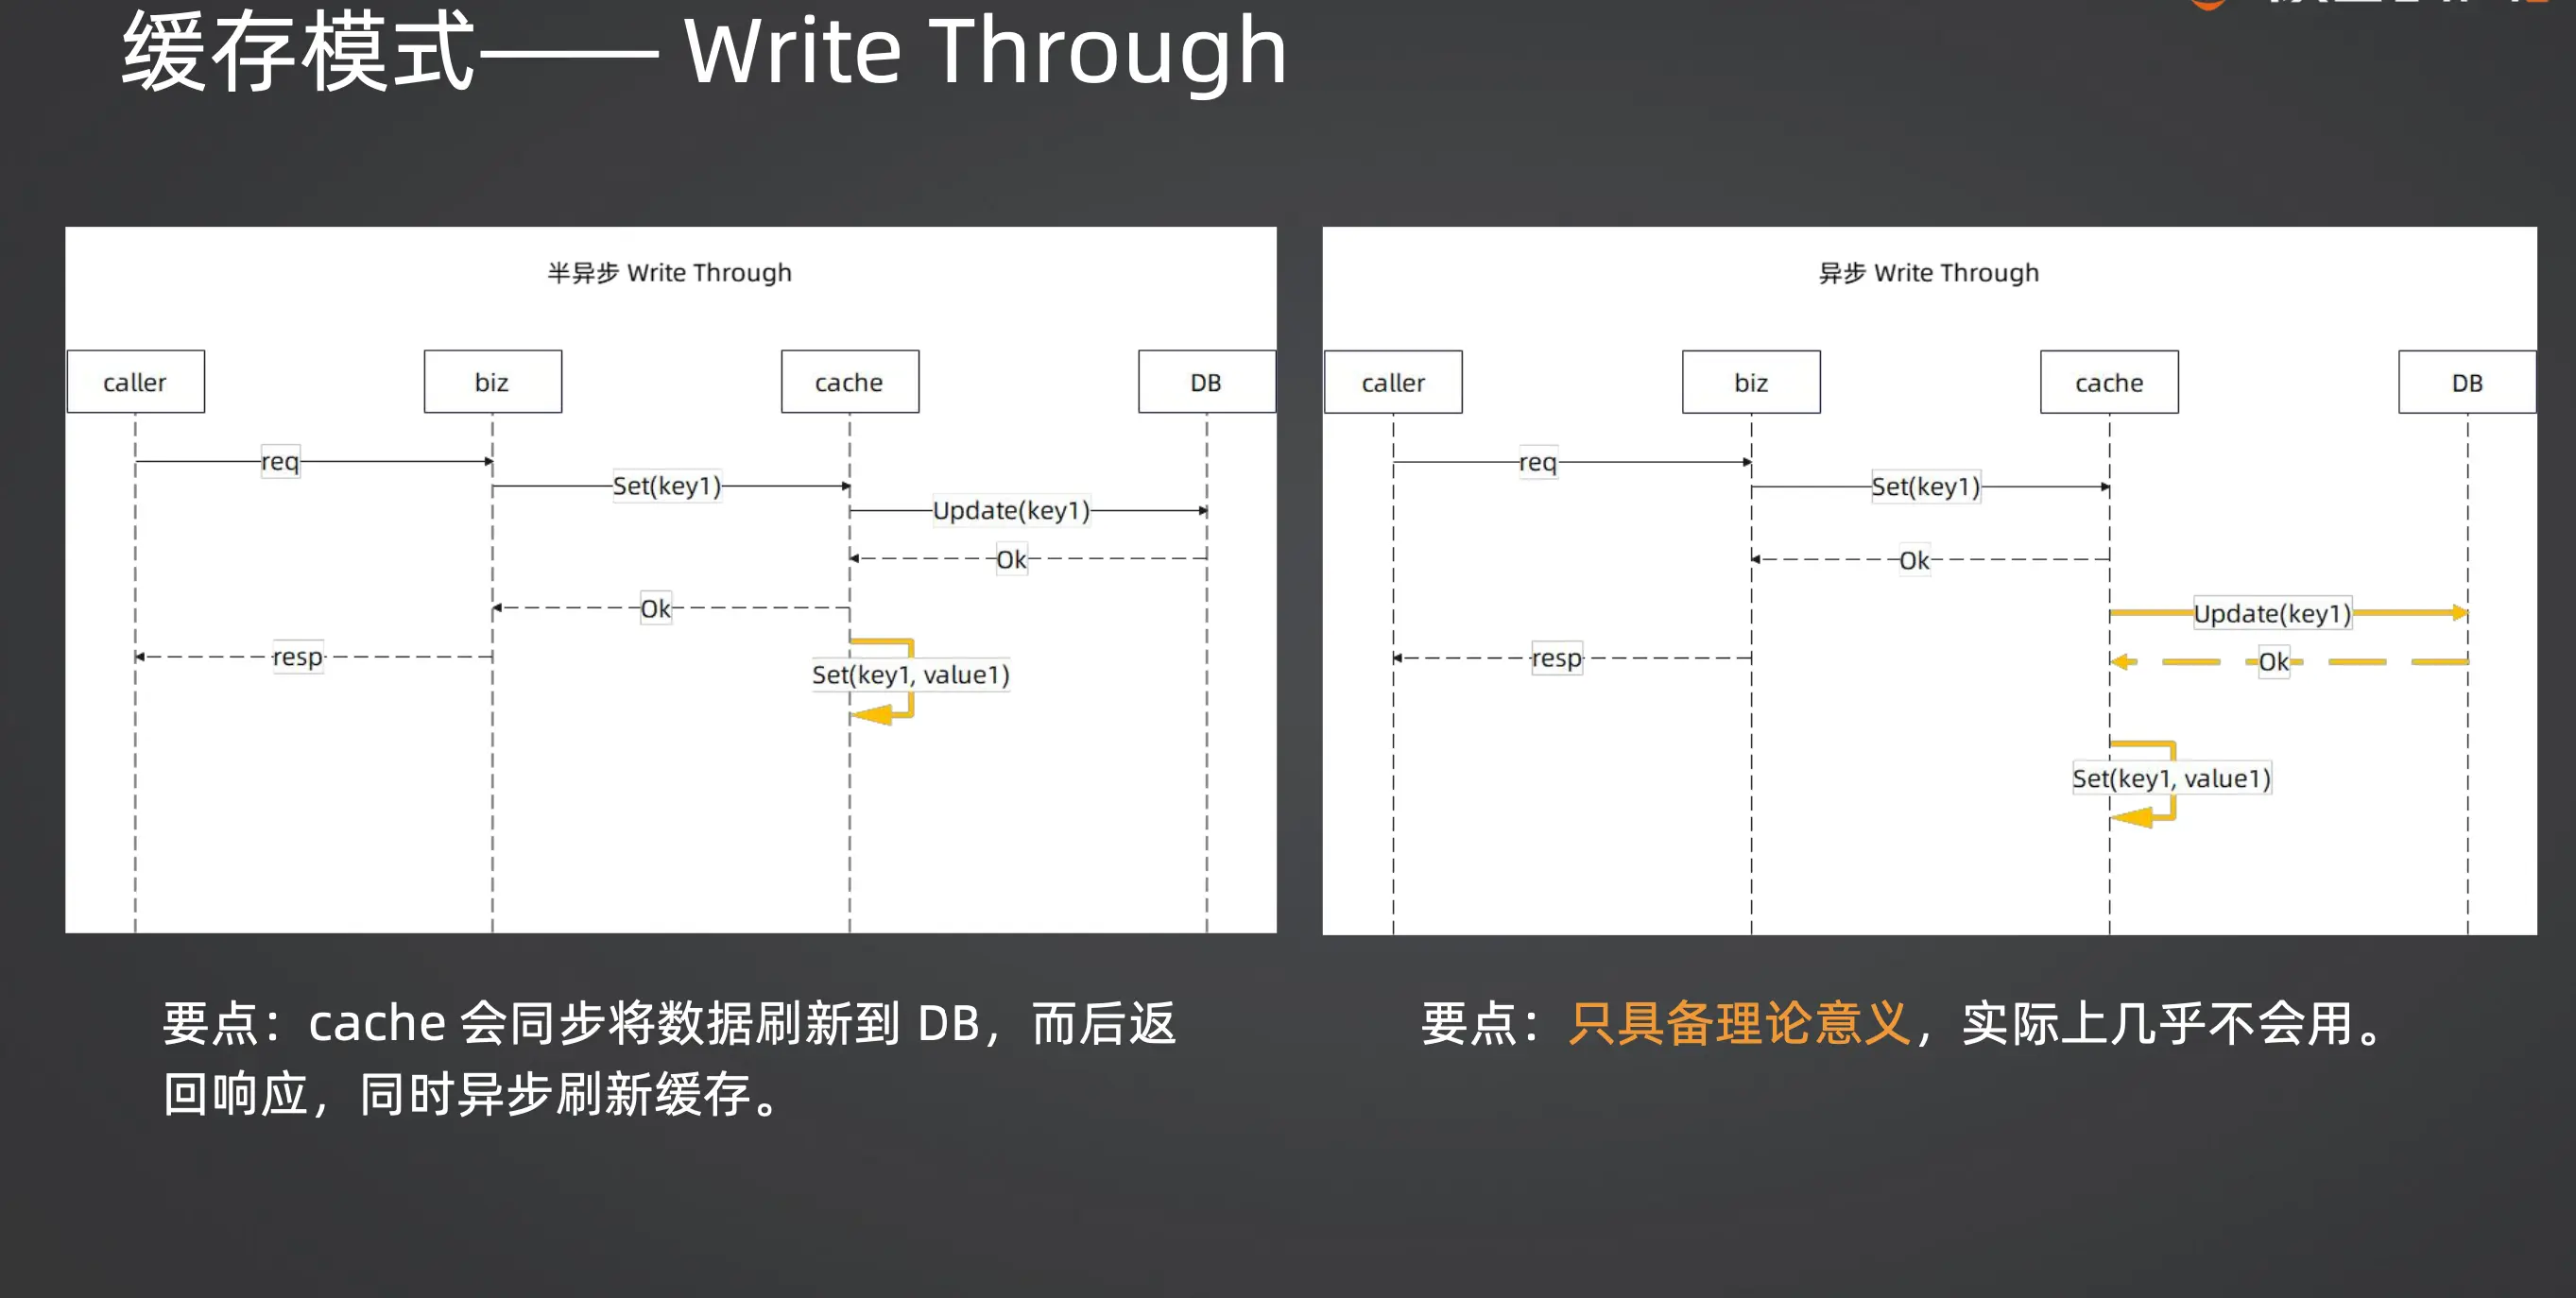 缓存模式—— Write Through
半异步 Write Through
caller
biz
cache
DB
req
Set(key1)
Update(key1)
Ok
Ok
resp
Set(key1, value1)
要点：cache 会同步将数据刷新到 DB，而后返
回响应，同时异步刷新缓存。
异步 Write Through
caller
biz
cache
DB
req
Set(key1)
Ok
Update(key1)
resp
Ok
Set(key1, value1)
要点：只具备理论意义，实际上几乎不会用。